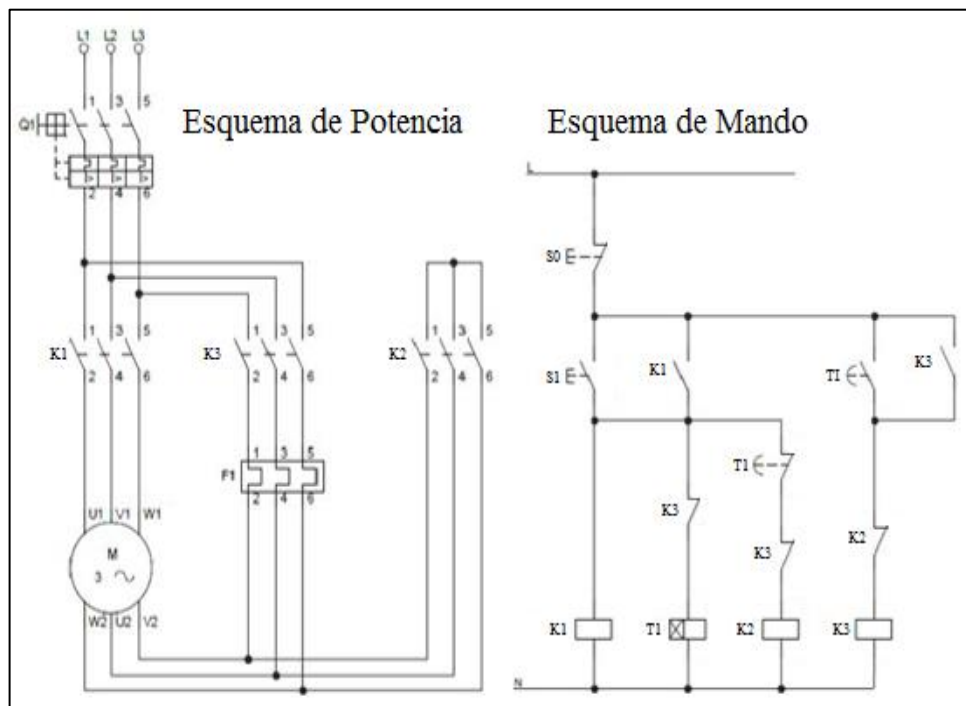 L1 L2 L3
1 3 5
Q1
2 4 6
Esquema de Potencia
Esquema de Mando
L
S0
K1
1 3 5
2 4 6
K3
1 3 5
2 4 6
K2
1 3 5
2 4 6
S1
K1
TI
K3
F1
1 3 5
2 4 6
T1
K3
K3
K2
U1 V1 W1
M
3
W2 U2 V2
K1
T1
K2
K3
N